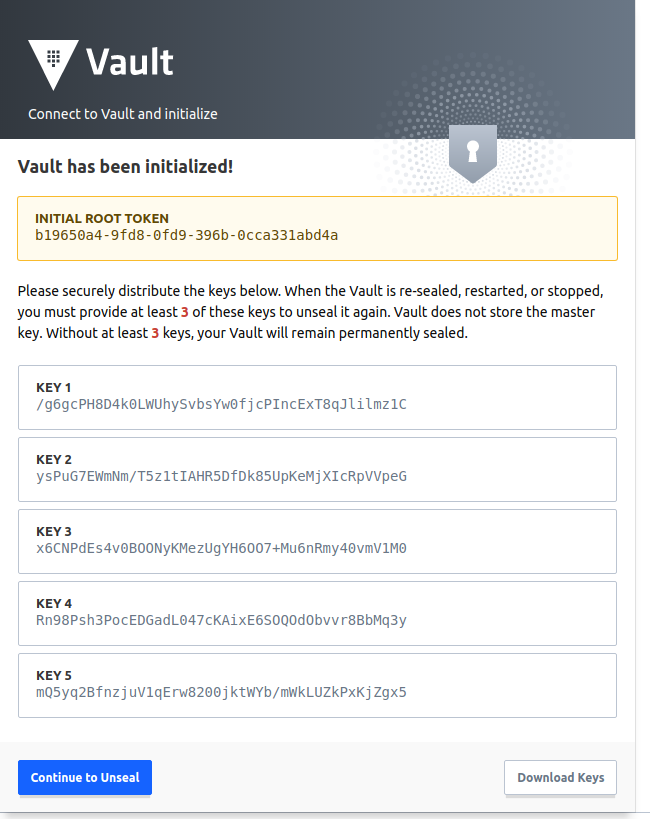 Vault
Connect to Vault and initialize
Vault has been initialized!
INITIAL ROOT TOKEN
b19650a4-9fd8-0fd9-396b-0cca331abd4a
Please securely distribute the keys below. When the Vault is re-sealed, restarted, or stopped,
you must provide at least 3 of these keys to unseal it again. Vault does not store the master
key. Without at least 3 keys, your Vault will remain permanently sealed.
KEY 1
/g6gcPH8D4k0LWUhySvbsYw0fjcPIncExT8qJlilmz1C
KEY 2
ysPuG7EWmNm/T5z1tIAHR5DfDk85UpKeMjXIcRpVVpeG
KEY 3
x6CNPdEs4v0BOONyKMezUgYH6OO7+Mu6nRmy40vmV1M0
KEY 4
Rn98Psh3PocEDGadL047cKAixE6SOQOdObvvr8BbMq3y
KEY 5
mQ5yq2BfnzjuV1qErw8200jktWYb/mWkLUZkPxKjZgx5
Continue to Unseal
Download Keys